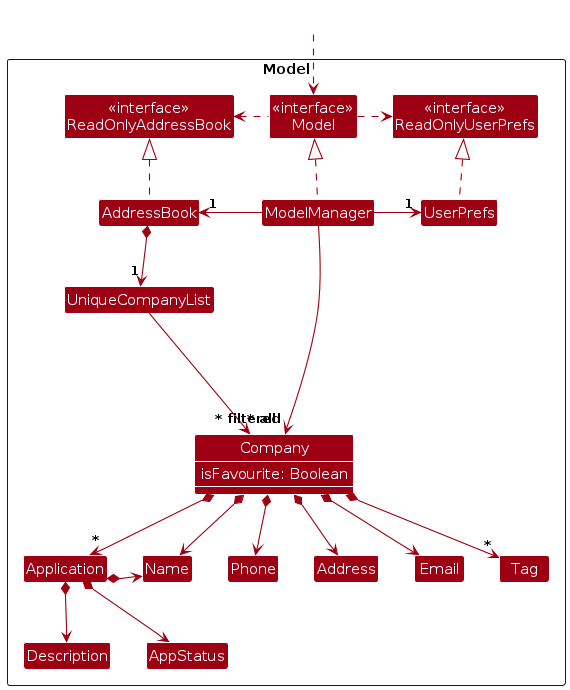 Model
«interface»
ReadOnlyAddressBook
«interface»
Model
«interface»
ReadOnlyUserPrefs
AddressBook
1
ModelManager
1
UserPrefs
1
UniqueCompanyList
* filtered
* all
Company
isFavourite: Boolean
*
*
Application
Name
Phone
Address
Email
Tag
Description
AppStatus